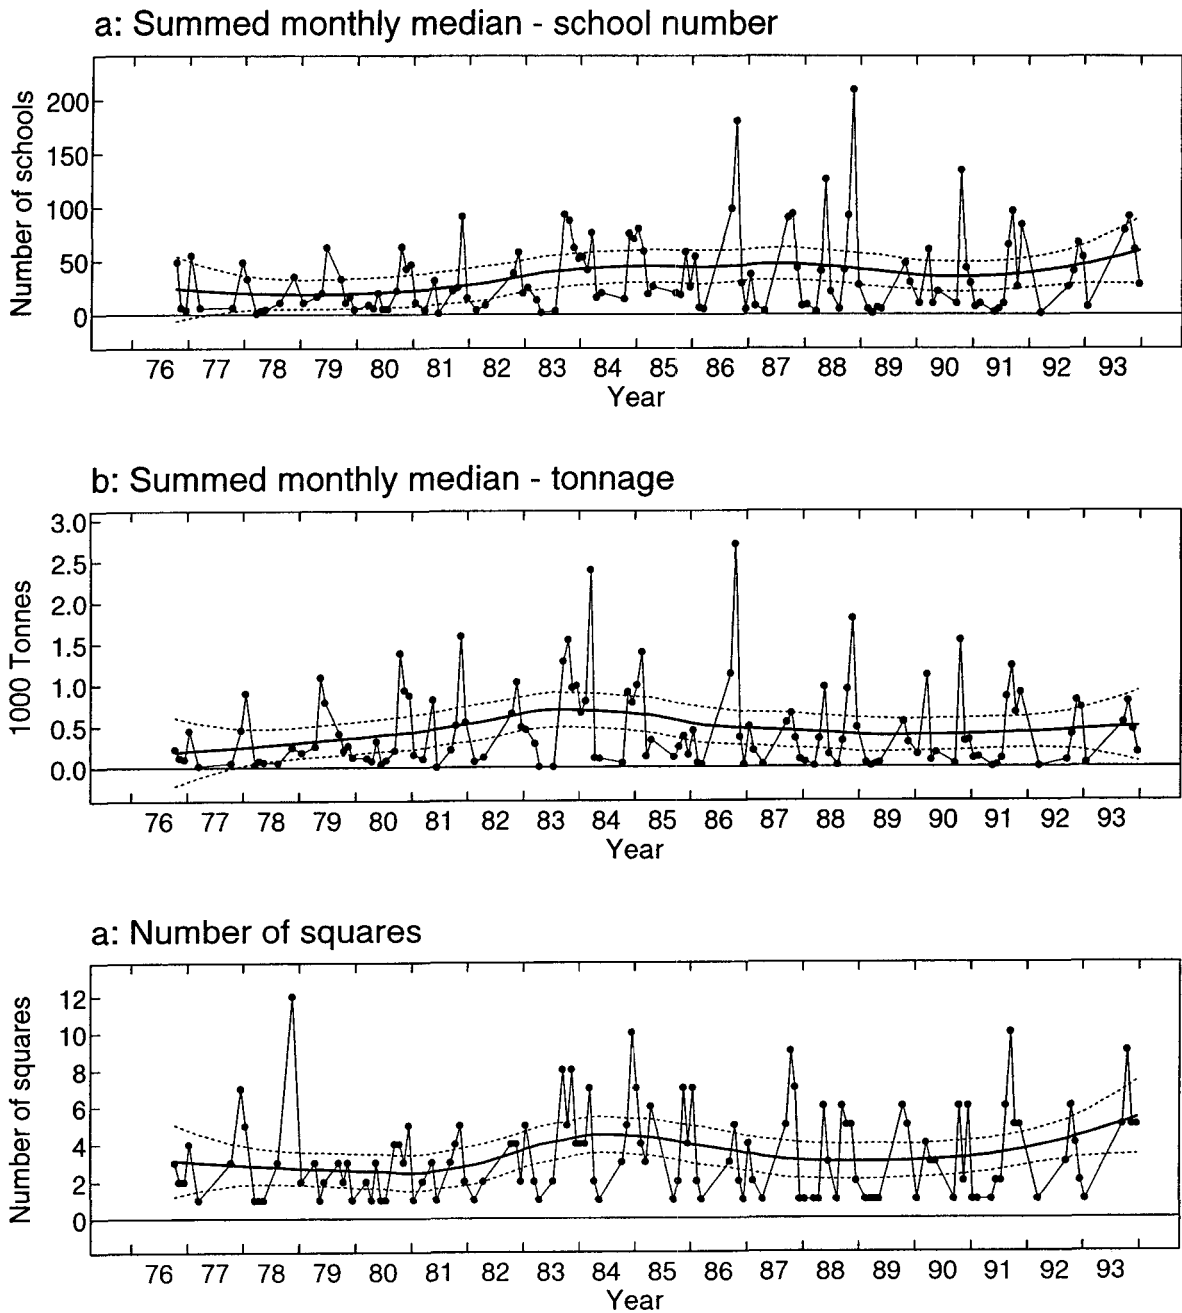 a: Summed monthly median - school number
Number of schools
200
150
100
50
0
76 77 78 79 80 81 82 83 84 85 86 87 88 89 90 91 92 93
Year
b: Summed monthly median - tonnage
1000 Tonnes
3.0
2.5
2.0
1.5
1.0
0.5
0.0
76 77 78 79 80 81 82 83 84 85 86 87 88 89 90 91 92 93
Year
a: Number of squares
Number of squares
12
10
8
6
4
2
0
76 77 78 79 80 81 82 83 84 85 86 87 88 89 90 91 92 93
Year